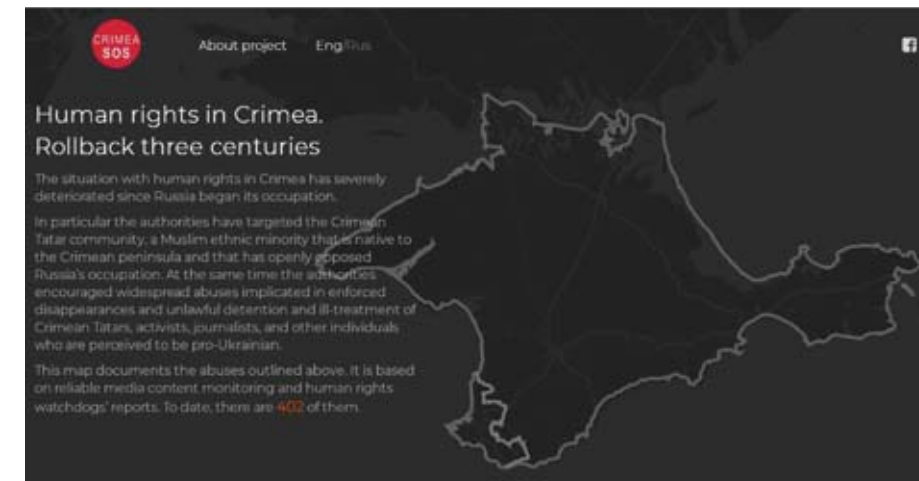 CRIMEA
SOS
About project
Eng/Rus
Human rights in Crimea.
Rollback three centuries
The situation with human rights in Crimea has severely
deteriorated since Russia began its occupation.
In particular the authorities have targeted the Crimean
Tatar community, a Muslim ethnic minority that is native to
the Crimean peninsula and that has openly opposed
Russia's occupation. At the same time the authorities
encouraged widespread abuses implicated in enforced
disappearances and unlawful detention and ill-treatment of
Crimean Tatars, activists, journalists, and other individuals
who are perceived to be pro-Ukrainian.
This map documents the abuses outlined above. It is based
on reliable media content monitoring and human rights
watchdogs' reports. To date, there are 402 of them.